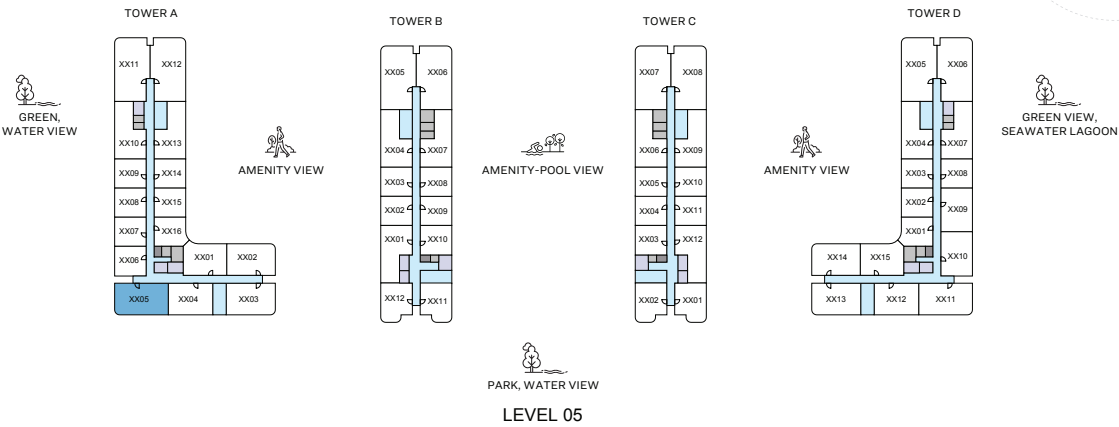 TOWER A
TOWER B
TOWER C
TOWER D
XX11 XX12
XX05 XX06
XX07 XX08
XX05 XX06
GREEN,
WATER VIEW
AMENITY VIEW
AMENITY-POOL VIEW
AMENITY VIEW
GREEN VIEW,
SEAWATER LAGOON
XX10 XX13
XX09 XX14
XX08 XX15
XX07 XX16
XX06 XX01 XX02
XX05 XX04 XX03
XX04 XX07
XX03 XX08
XX02 XX09
XX01 XX10
XX12 XX11
XX06 XX09
XX05 XX10
XX04 XX11
XX03 XX12
XX02 XX01
XX04 XX07
XX03 XX08
XX02 XX09
XX01
XX14 XX15 XX10
XX13 XX12 XX11
PARK, WATER VIEW
LEVEL 05